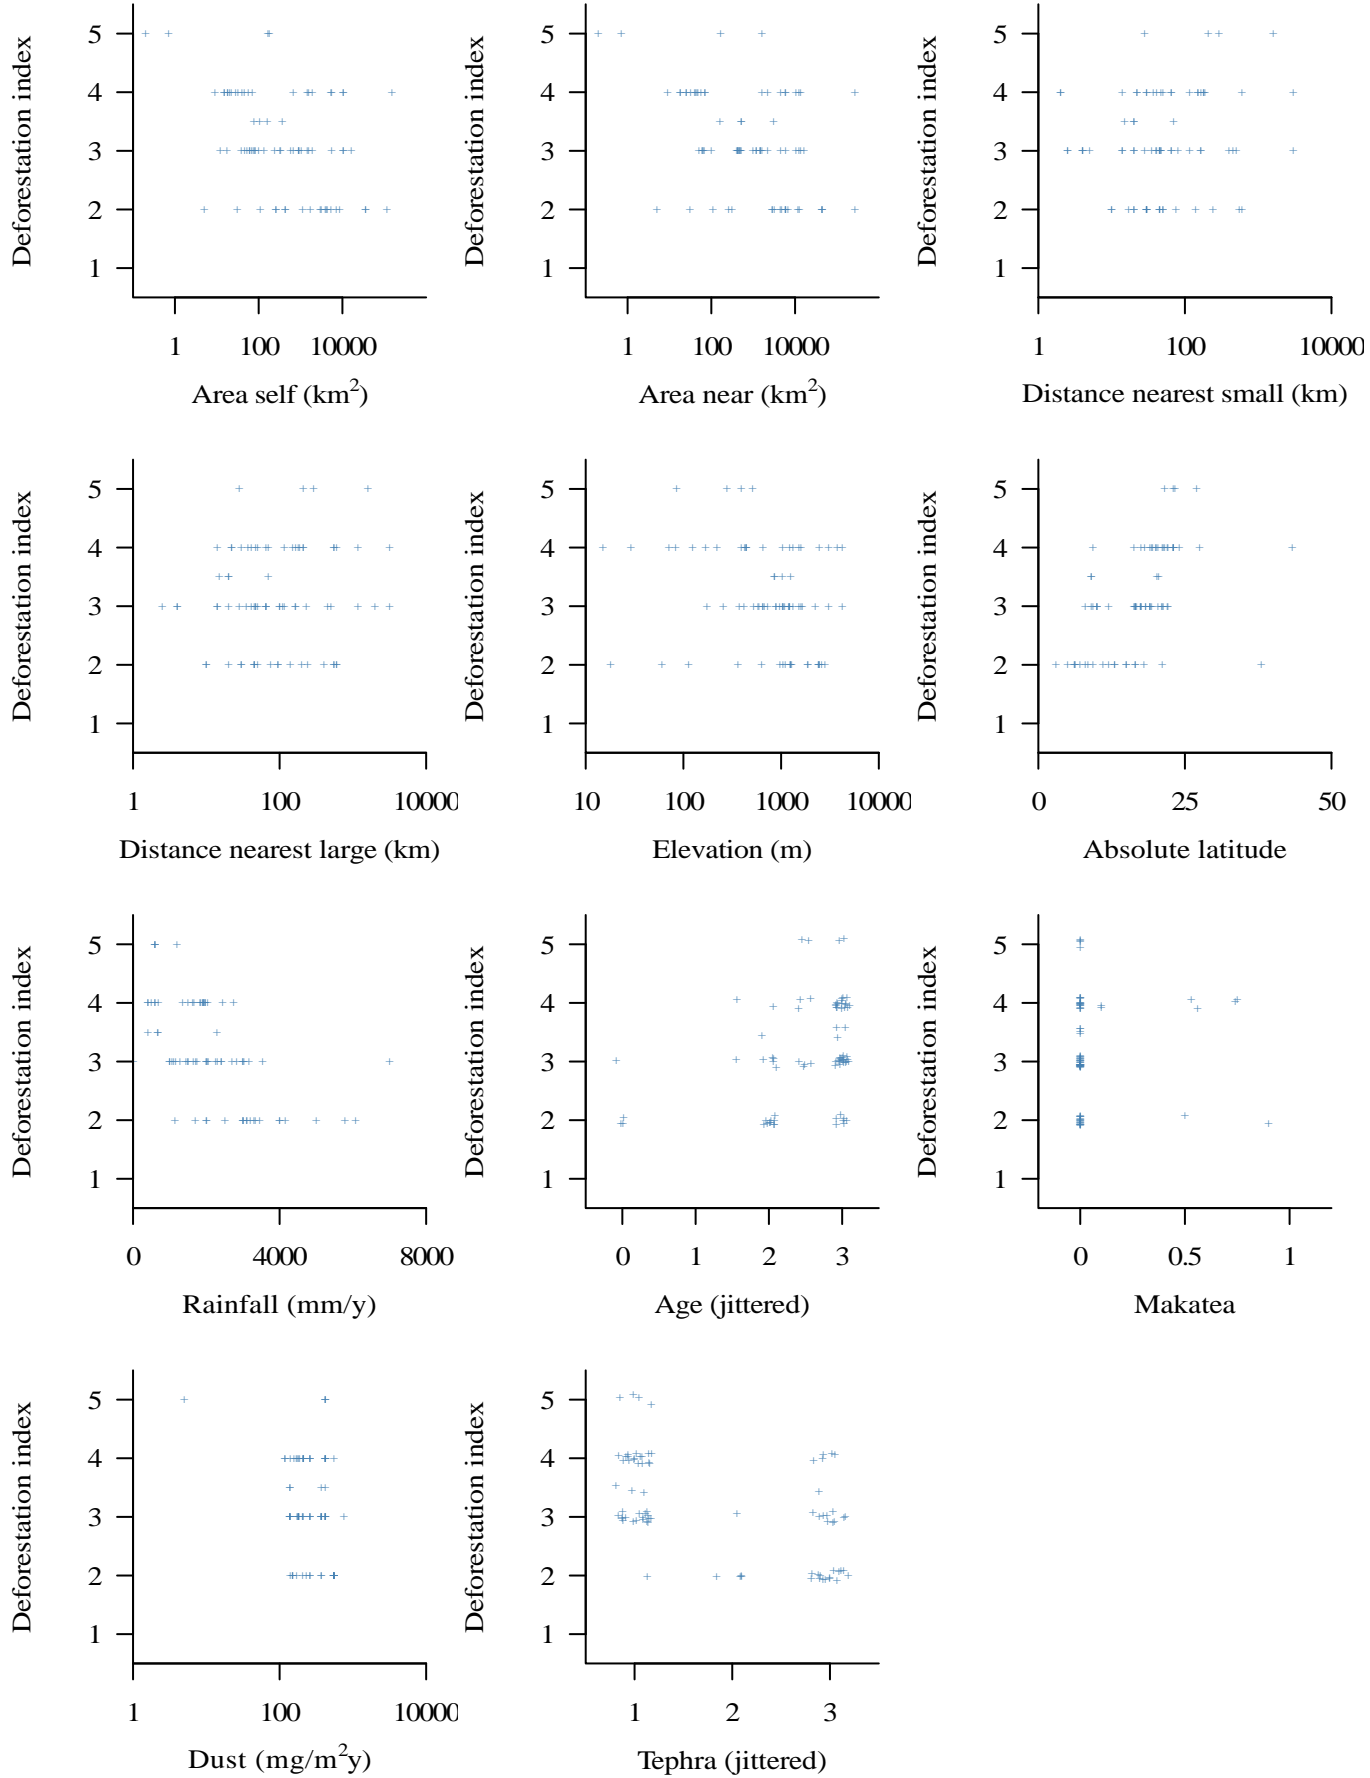 Deforestation index
5
4
3
2
1
1 100 10000
Area self (km²)
Deforestation index
5
4
3
2
1
1 100 10000
Area near (km²)
Deforestation index
5
4
3
2
1
1 100 10000
Distance nearest small (km)
Deforestation index
5
4
3
2
1
1 100 10000
Distance nearest large (km)
Deforestation index
5
4
3
2
1
10 100 1000 10000
Elevation (m)
Deforestation index
5
4
3
2
1
0 25 50
Absolute latitude
Deforestation index
5
4
3
2
1
0 4000 8000
Rainfall (mm/y)
Deforestation index
5
4
3
2
1
0 1 2 3
Age (jittered)
Deforestation index
5
4
3
2
1
0 0.5 1
Makatea
Deforestation index
5
4
3
2
1
1 100 10000
Dust (mg/m²y)
Deforestation index
5
4
3
2
1
1 2 3
Tephra (jittered)